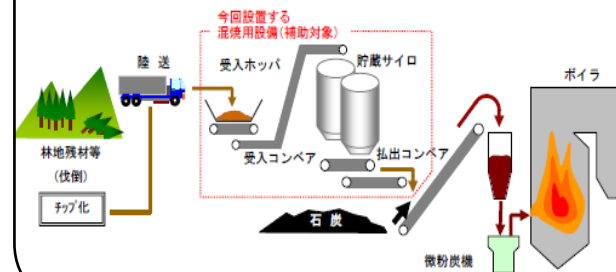 今回設置する
混焼用設備(補助対象)
陸 送
受入ホッパ
貯蔵サイロ
ボイラ
林地残材等
(伐倒)
受入コンベア
払出コンベア
チップ化
石 炭
微粉炭機